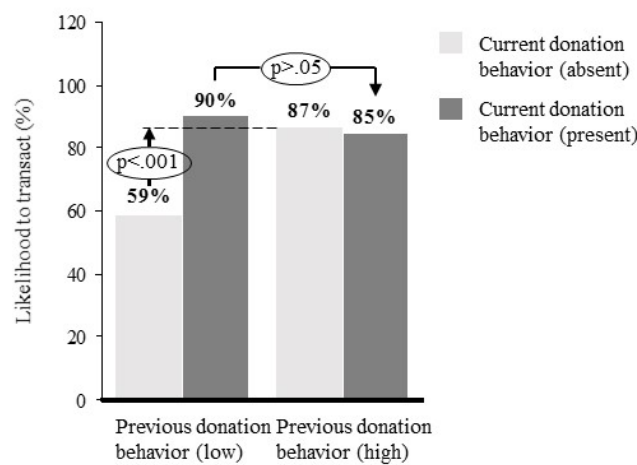 120
100
80
60
40
20
0
Likelihood to transact (%)
p>.05
90%
87%
85%
p<.001
59%
Current donation
behavior (absent)
Current donation
behavior (present)
Previous donation
behavior (low)
Previous donation
behavior (high)